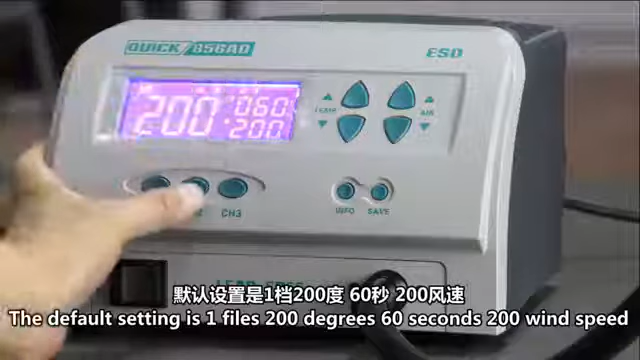 QUICK 856AD
ESD
200 060
200
TEMP
AIR
CH3
INFO
SAVE
默认设置是1档200度 60秒 200风速
The default setting is 1 files 200 degrees 60 seconds 200 wind speed